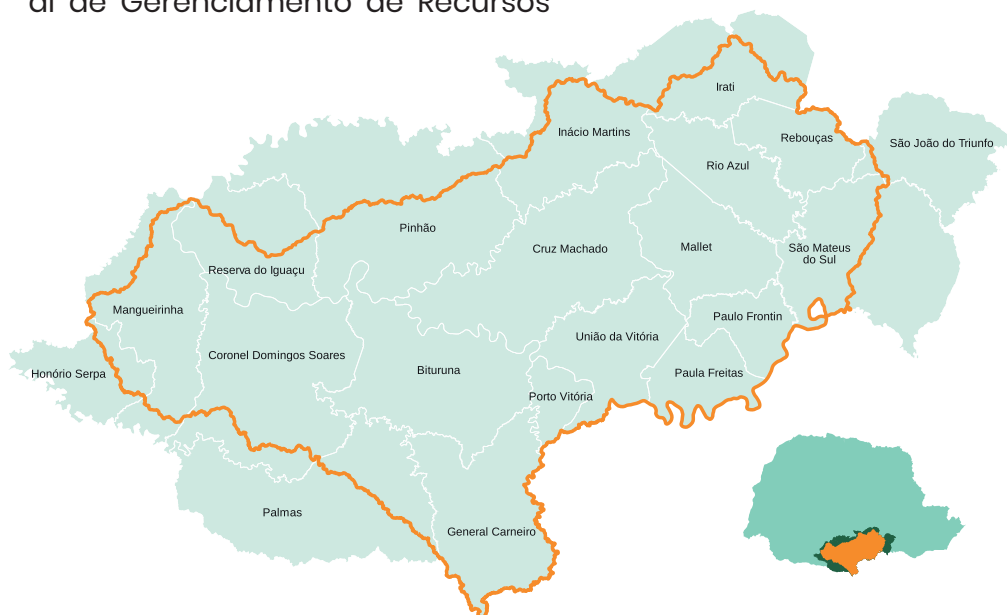 al de Gerenciamento de Recursos
Irati
Inácio Martins
Rebouças
São João do Triunfo
Rio Azul
Pinhão
Cruz Machado
Mallet
São Mateus
do Sul
Reserva do Iguaçu
Mangueirinha
Paulo Frontin
União da Vitória
Coronel Domingos Soares
Bituruna
Honório Serpa
Paula Freitas
Porto Vitória
Palmas
General Carneiro